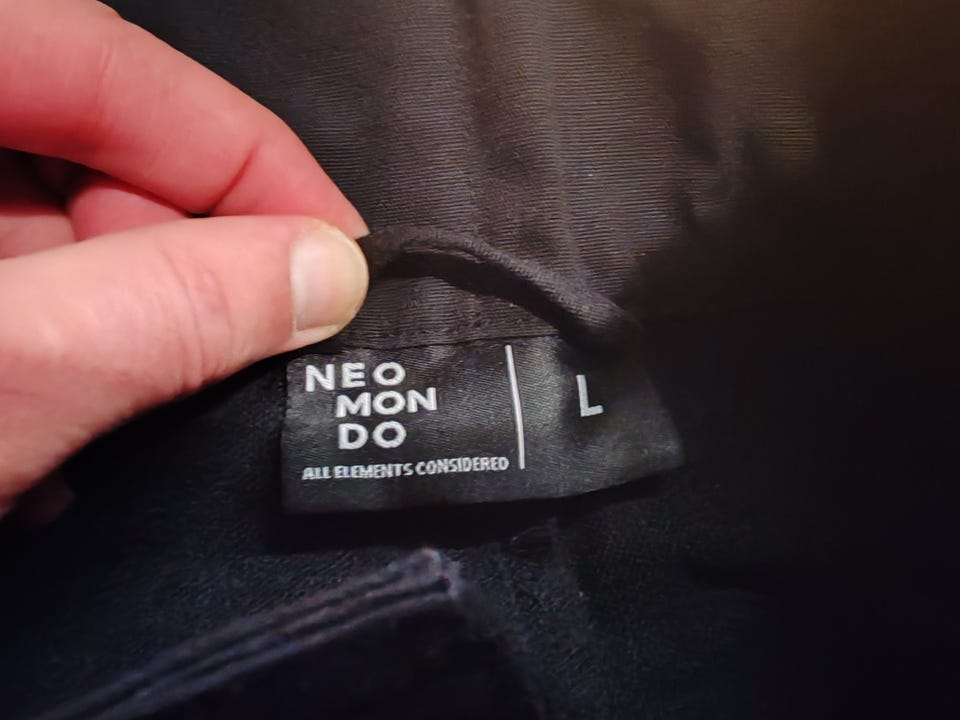 NEO
MON
DO
ALL ELEMENTS CONSIDERED
L